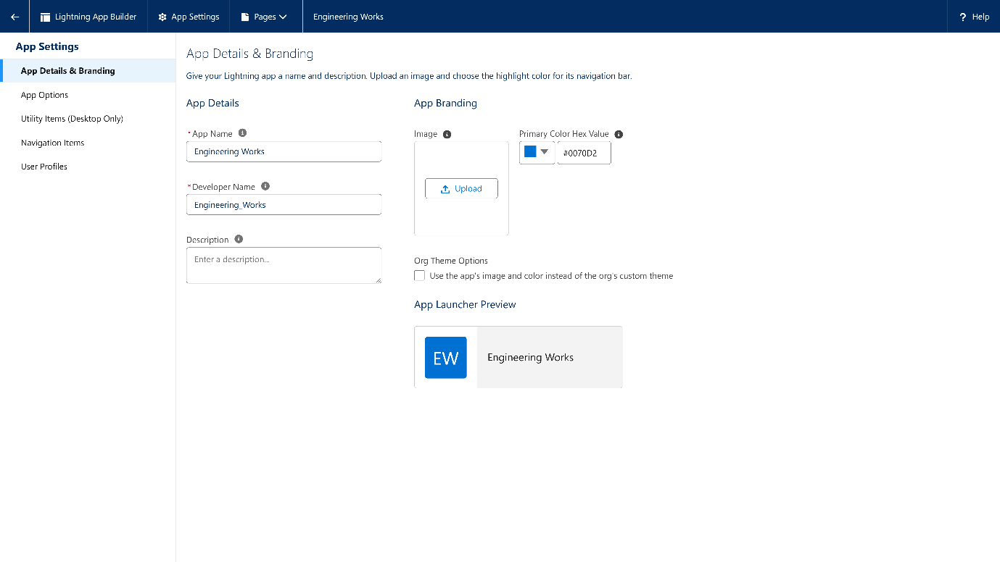 Lightning App Builder
App Settings
Pages
Engineering Works
? Help
App Settings
App Details & Branding
App Options
Utility Items (Desktop Only)
Navigation Items
User Profiles
App Details & Branding
Give your Lightning app a name and description. Upload an image and choose the highlight color for its navigation bar.
App Details
* App Name
Engineering Works
* Developer Name
Engineering_Works
Description
Enter a description...
App Branding
Image
Primary Color Hex Value
#0070D2
Upload
Org Theme Options
Use the app's image and color instead of the org's custom theme
App Launcher Preview
EW
Engineering Works